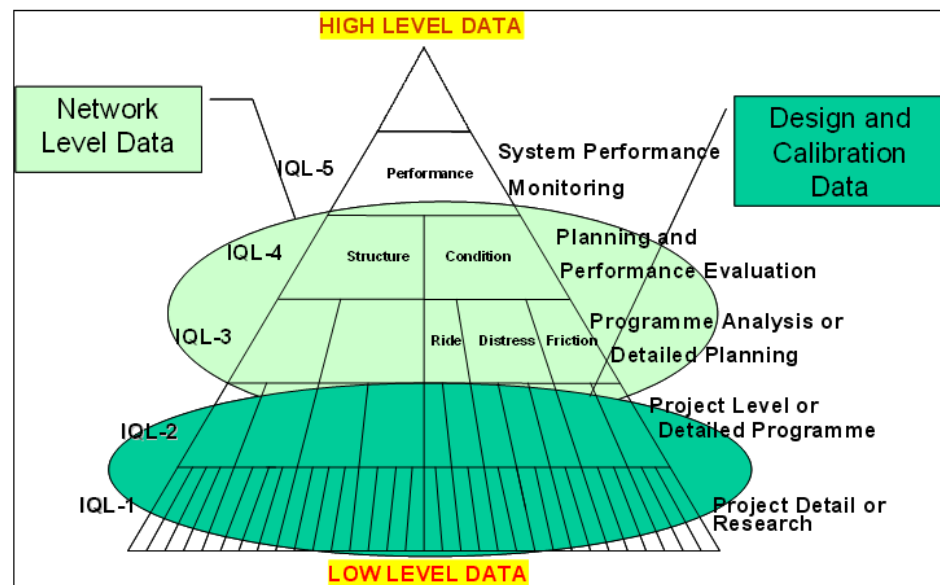 HIGH LEVEL DATA
Network
Level Data
Design and
Calibration
Data
IQL-5
Performance
System Performance
Monitoring
IQL-4
Structure
Condition
Planning and
Performance Evaluation
IQL-3
Ride
Distress
Friction
Programme Analysis or
Detailed Planning
IQL-2
Project Level or
Detailed Programme
IQL-1
Project Detail or
Research
LOW LEVEL DATA